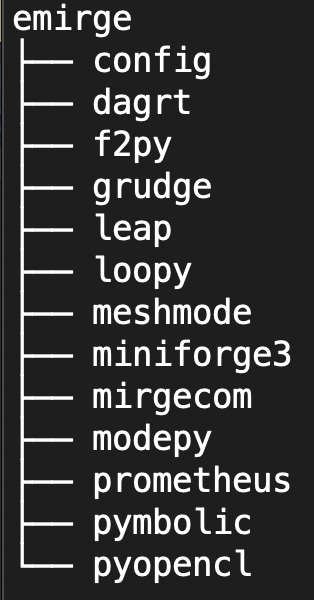 emirge
├── config
├── dagrt
├── f2py
├── grudge
├── leap
├── loopy
├── meshmode
├── miniforge3
├── mirgecom
├── modepy
├── prometheus
├── pymbolic
└── pyopencl